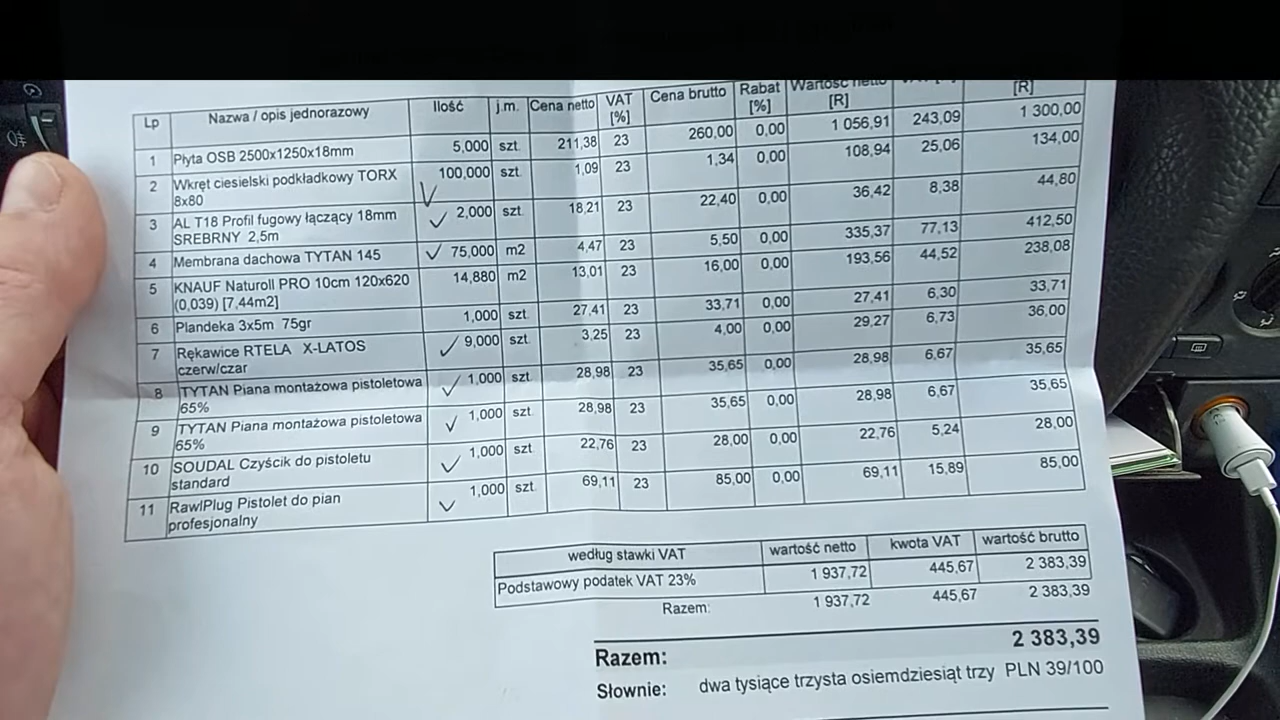 Lp Nazwa / opis jednorazowy Ilość j.m. Cena netto VAT [%] Cena brutto Rabat [%] Wartość netto [R] [R]
1 Płyta OSB 2500x1250x18mm 5,000 szt. 211,38 23 260,00 0,00 1 056,91 243,09 1 300,00
2 Wkręt ciesielski podkładkowy TORX 100,000 szt. 1,09 23 1,34 0,00 108,94 25,06 134,00
8x80
3 AL T18 Profil fugowy łączący 18mm 2,000 szt. 18,21 23 22,40 0,00 36,42 8,38 44,80
SREBRNY 2,5m
4 Membrana dachowa TYTAN 145 75,000 m2 4,47 23 5,50 0,00 335,37 77,13 412,50
5 KNAUF Naturoll PRO 10cm 120x620 14,880 m2 13,01 23 16,00 0,00 193,56 44,52 238,08
(0,039) [7,44m2]
6 Plandeka 3x5m 75gr 1,000 szt. 27,41 23 33,71 0,00 27,41 6,30 33,71
7 Rękawice RTELA X-LATOS 9,000 szt. 3,25 23 4,00 0,00 29,27 6,73 36,00
czerw/czar
8 TYTAN Piana montażowa pistoletowa 1,000 szt. 28,98 23 35,65 0,00 28,98 6,67 35,65
65%
9 TYTAN Piana montażowa pistoletowa 1,000 szt. 28,98 23 35,65 0,00 28,98 6,67 35,65
65%
10 SOUDAL Czyścik do pistoletu 1,000 szt. 22,76 23 28,00 0,00 22,76 5,24 28,00
standard
11 RawlPlug Pistolet do pian 1,000 szt. 69,11 23 85,00 0,00 69,11 15,89 85,00
profesjonalny
według stawki VAT wartość netto kwota VAT wartość brutto
Podstawowy podatek VAT 23% 1 937,72 445,67 2 383,39
Razem: 1 937,72 445,67 2 383,39
Razem: 2 383,39
Słownie: dwa tysiące trzysta osiemdziesiąt trzy PLN 39/100